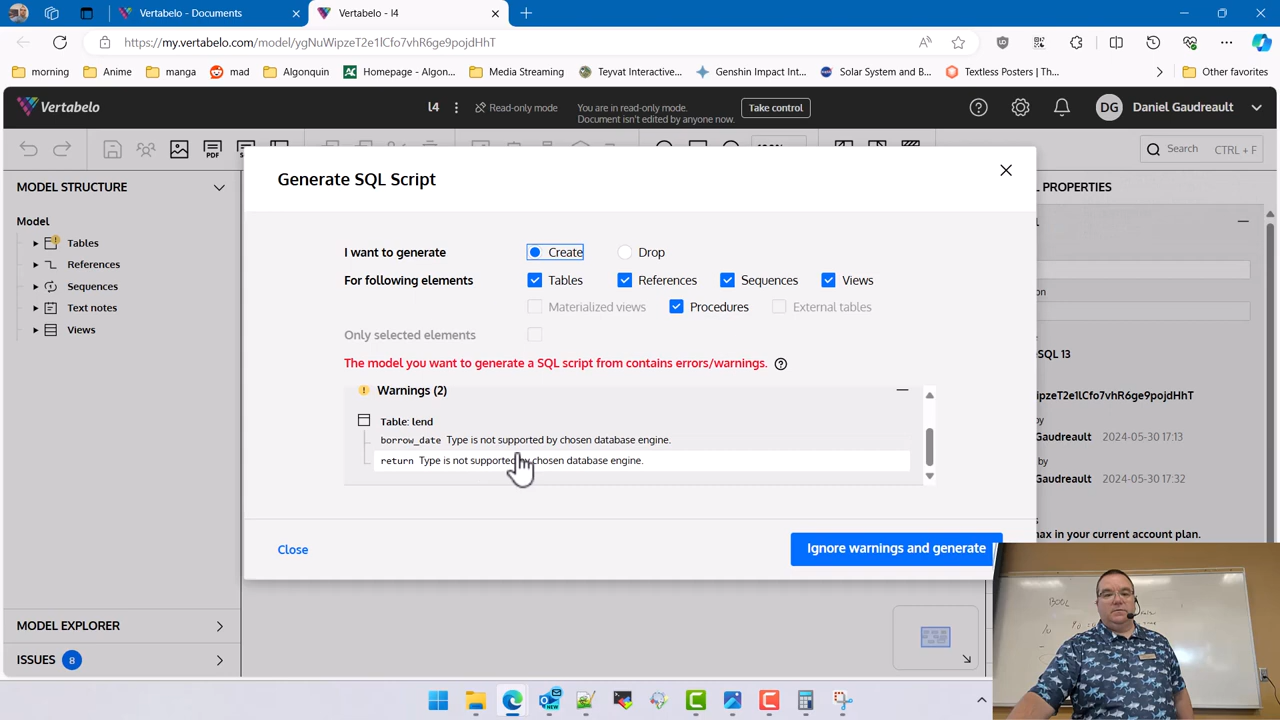 Vertabelo - Documents
Vertabelo - l4
https://my.vertabelo.com/model/ygNuWipzeT2e1lCfo7vhR6ge9pojdHhT
morning
Anime
manga
mad
Algonquin
Homepage - Algon...
Media Streaming
Teyvat Interactive...
Genshin Impact Int...
Solar System and B...
Textless Posters | Th...
Other favorites
Vertabelo
l4
Read-only mode
You are in read-only mode.
Document isn't edited by anyone now.
Take control
DG
Daniel Gaudreault
PDF
Search
CTRL + F
MODEL STRUCTURE
Model
Tables
References
Sequences
Text notes
Views
MODEL EXPLORER
ISSUES 8
Generate SQL Script
I want to generate
Create
Drop
For following elements
Tables
References
Sequences
Views
Materialized views
Procedures
External tables
Only selected elements
The model you want to generate a SQL script from contains errors/warnings.
Warnings (2)
Table: lend
borrow_date Type is not supported by chosen database engine.
return Type is not supported by chosen database engine.
Close
Ignore warnings and generate
PROPERTIES
on
SQL 13
ipzeT2e1lCfo7vhR6ge9pojdHhT
Gaudreault 2024-05-30 17:13
by
Gaudreault 2024-05-30 17:32
s
max in your current account plan.
BOOL
NEW